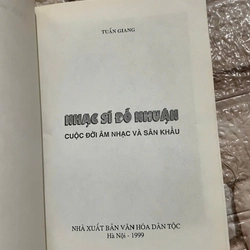 TUẤN GIANG
NHẠC SĨ ĐỖ NHUẬN
CUỘC ĐỜI ÂM NHẠC VÀ SÂN KHẤU
NHÀ XUẤT BẢN VĂN HÓA DÂN TỘC
Hà Nội - 1999